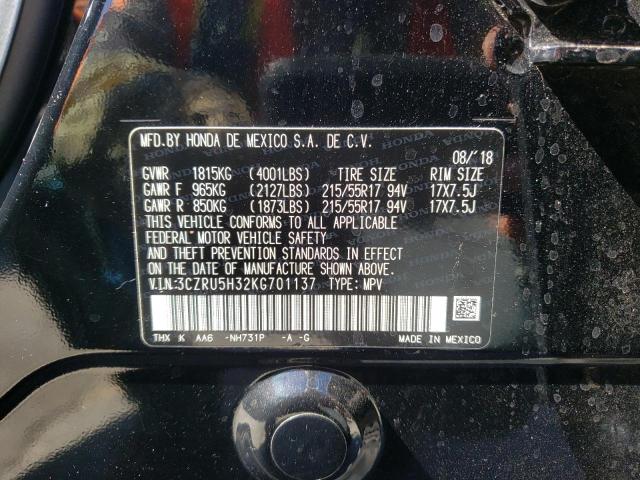 MFD.BY HONDA DE MEXICO S.A. DE C.V.
08/'18
GVWR 1815KG (4001LBS) TIRE SIZE RIM SIZE
GAWR F 965KG (2127LBS) 215/55R17 94V 17X7.5J
GAWR R 850KG (1873LBS) 215/55R17 94V 17X7.5J
THIS VEHICLE CONFORMS TO ALL APPLICABLE
FEDERAL MOTOR VEHICLE SAFETY
AND THEFT PREVENTION STANDARDS IN EFFECT
ON THE DATE OF MANUFACTURE SHOWN ABOVE.
V.I.N:3CZRU5H32KG701137 TYPE: MPV
THX K AA6 -NH731P -A -G MADE IN MEXICO